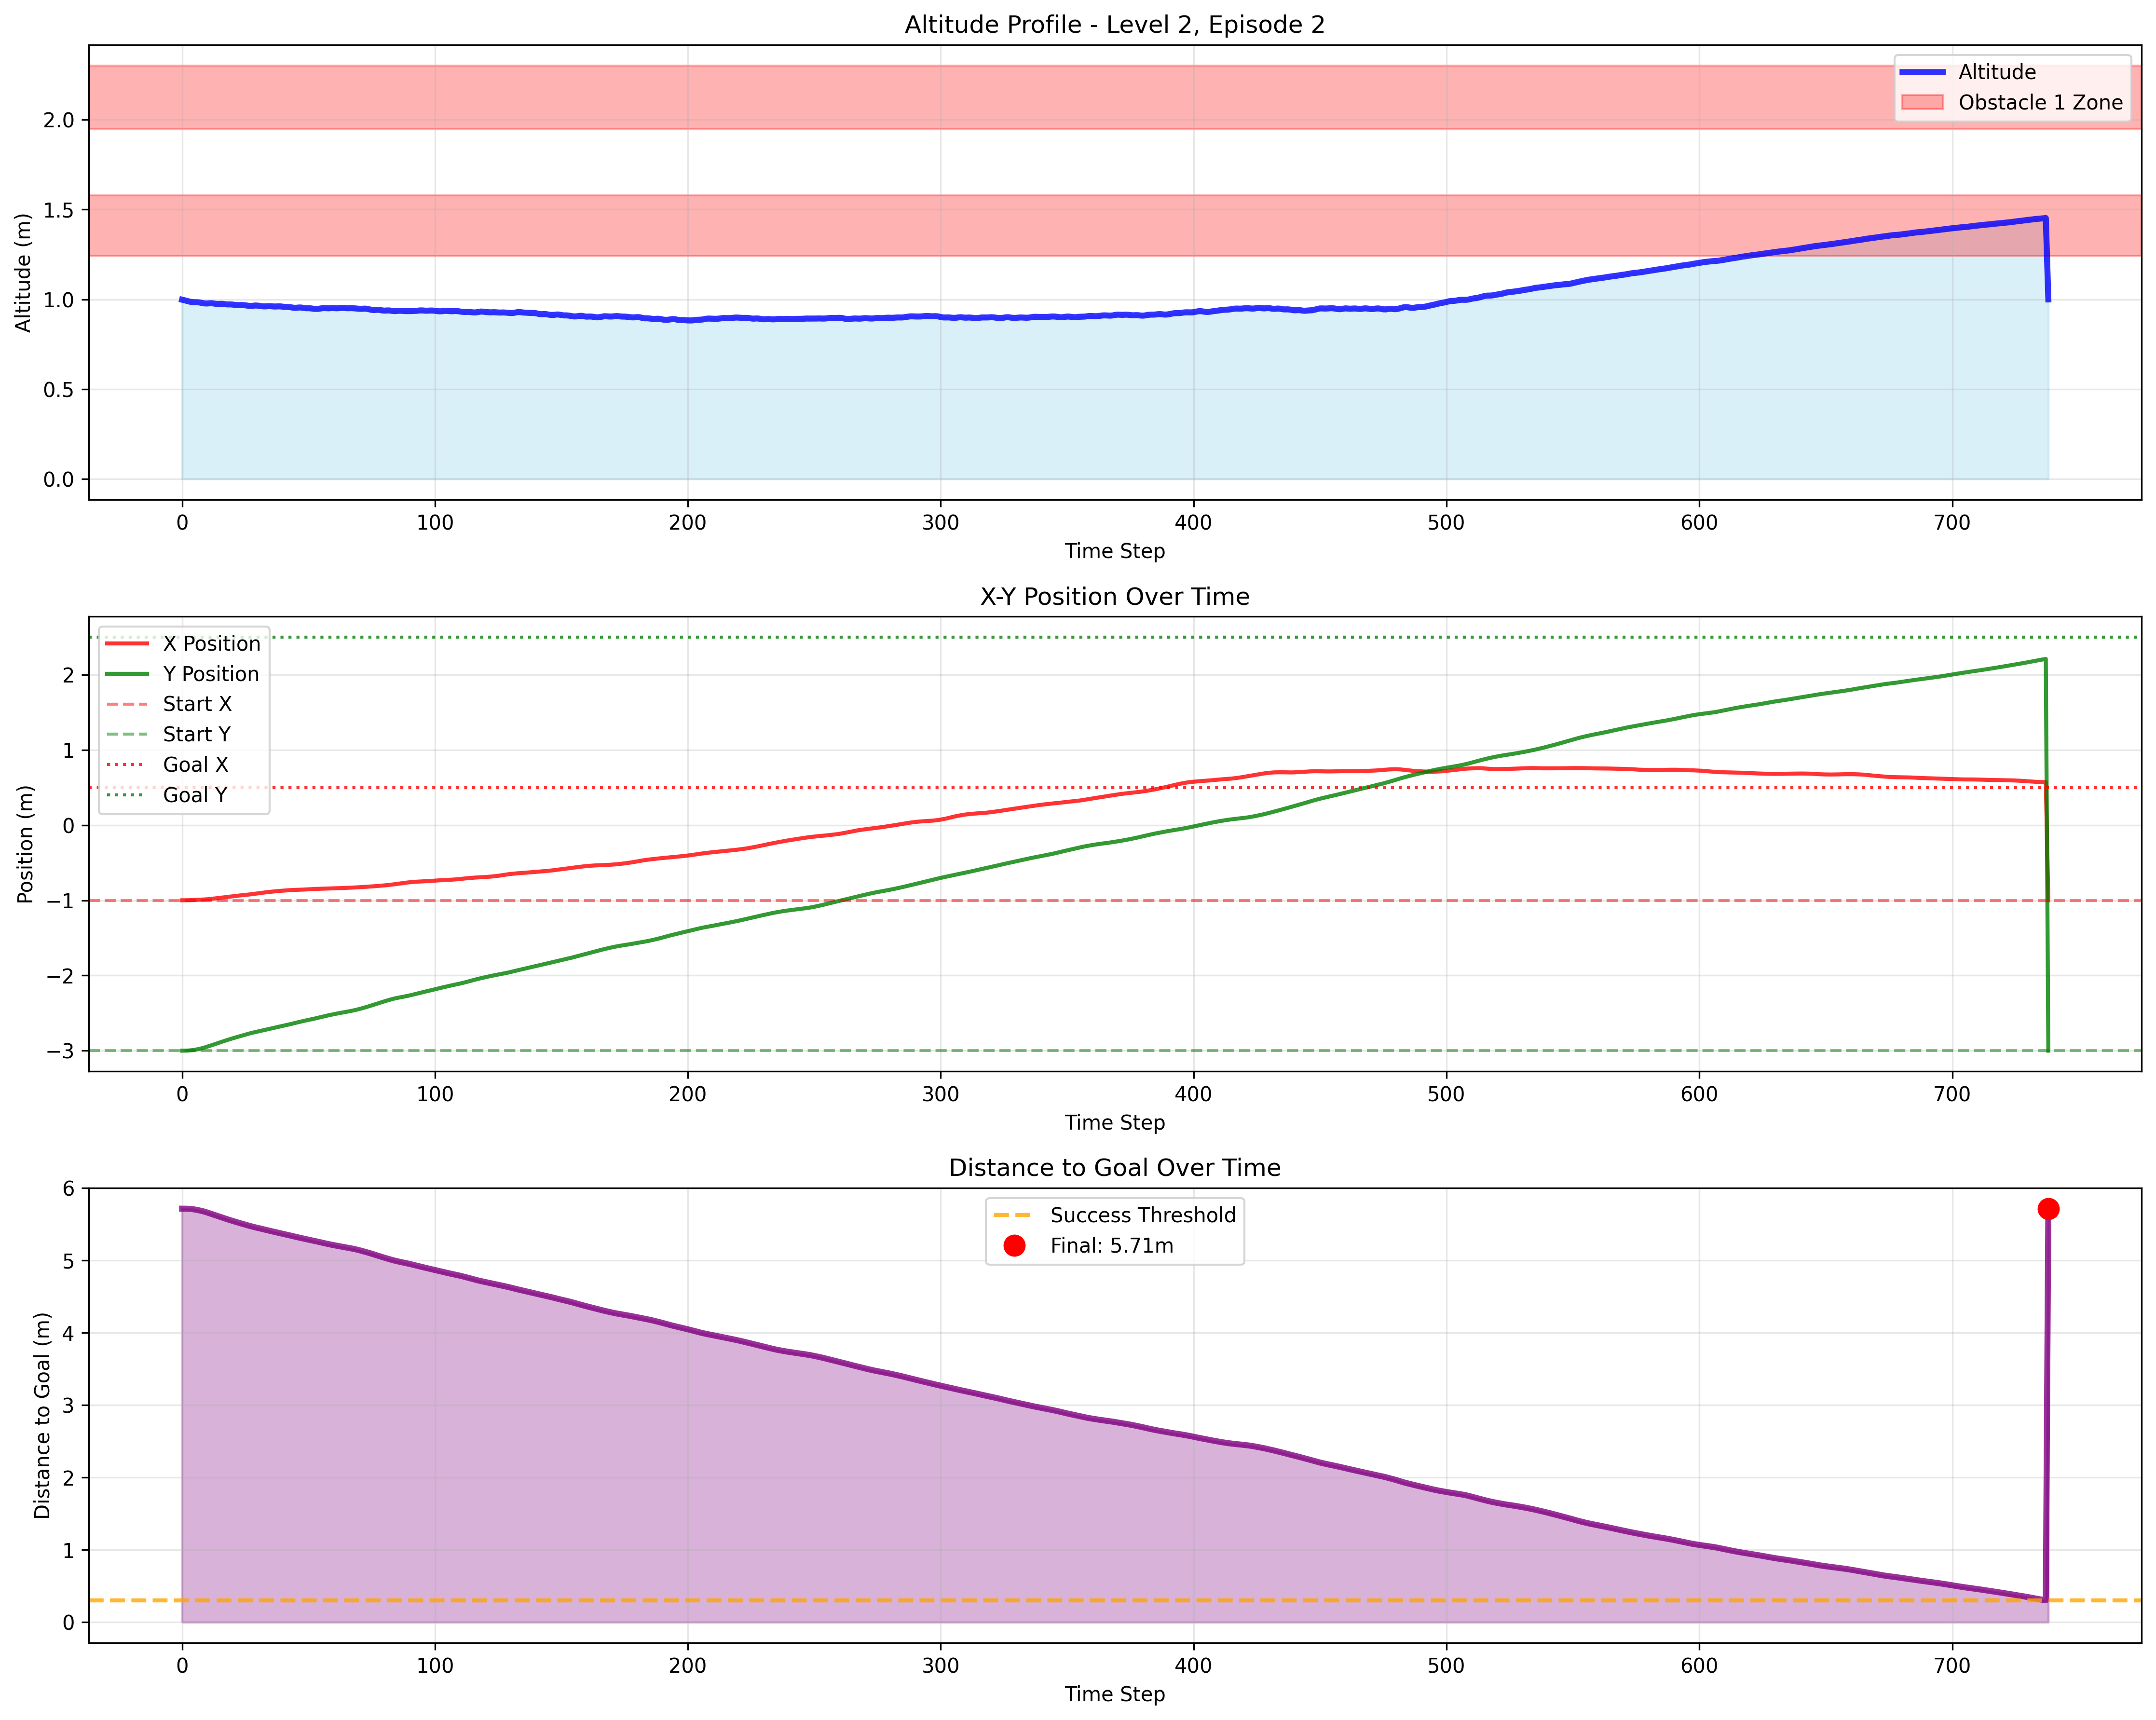 Altitude Profile - Level 2, Episode 2
Altitude (m)
2.0
1.5
1.0
0.5
0.0
Altitude
Obstacle 1 Zone
0 100 200 300 400 500 600 700
Time Step
X-Y Position Over Time
Position (m)
2
1
0
−1
−2
−3
X Position
Y Position
Start X
Start Y
Goal X
Goal Y
0 100 200 300 400 500 600 700
Time Step
Distance to Goal Over Time
Distance to Goal (m)
6
5
4
3
2
1
0
Success Threshold
Final: 5.71m
0 100 200 300 400 500 600 700
Time Step